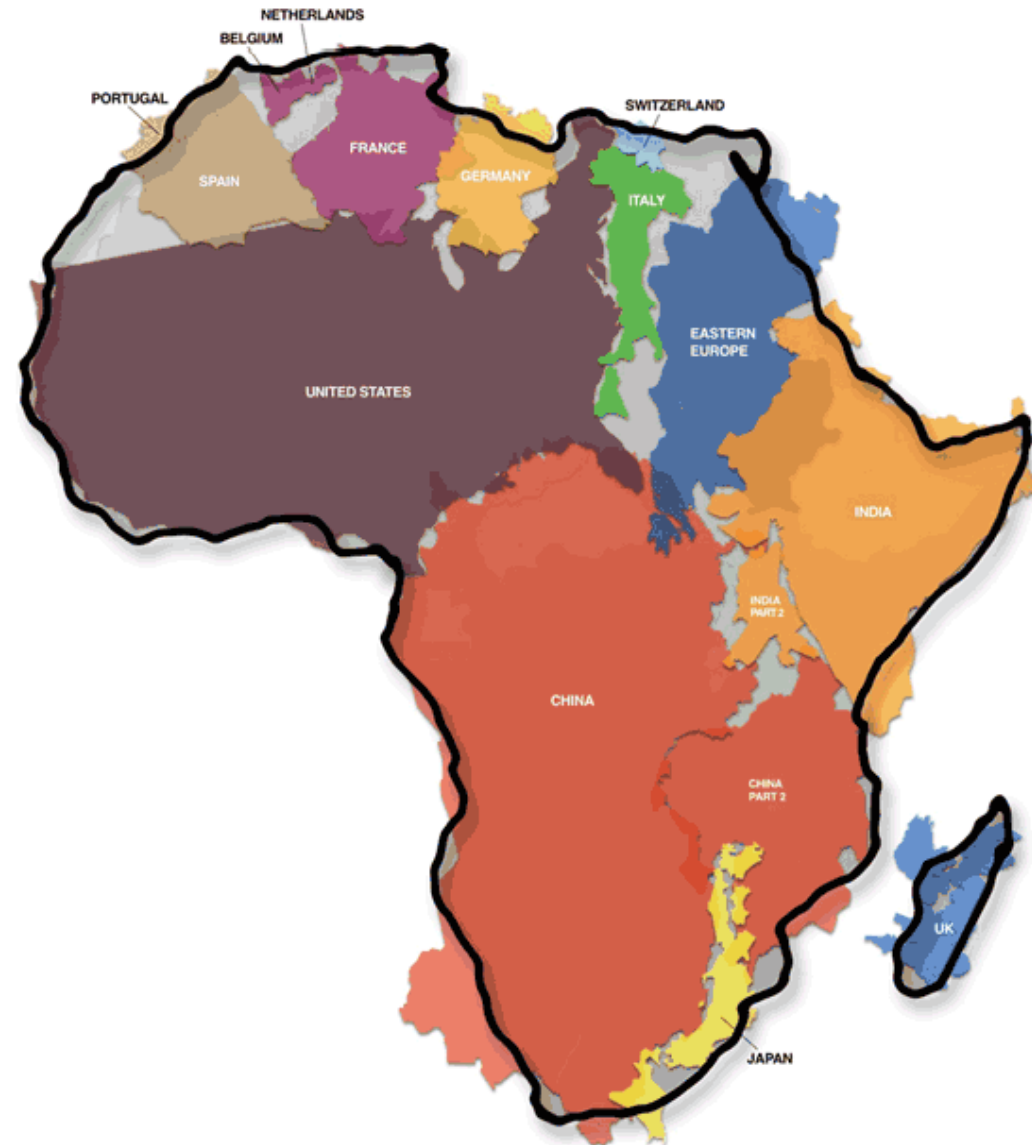 NETHERLANDS
BELGIUM
PORTUGAL
SWITZERLAND
FRANCE
GERMANY
SPAIN
ITALY
EASTERN
EUROPE
UNITED STATES
INDIA
INDIA
PART 2
CHINA
CHINA
PART 2
UK
JAPAN